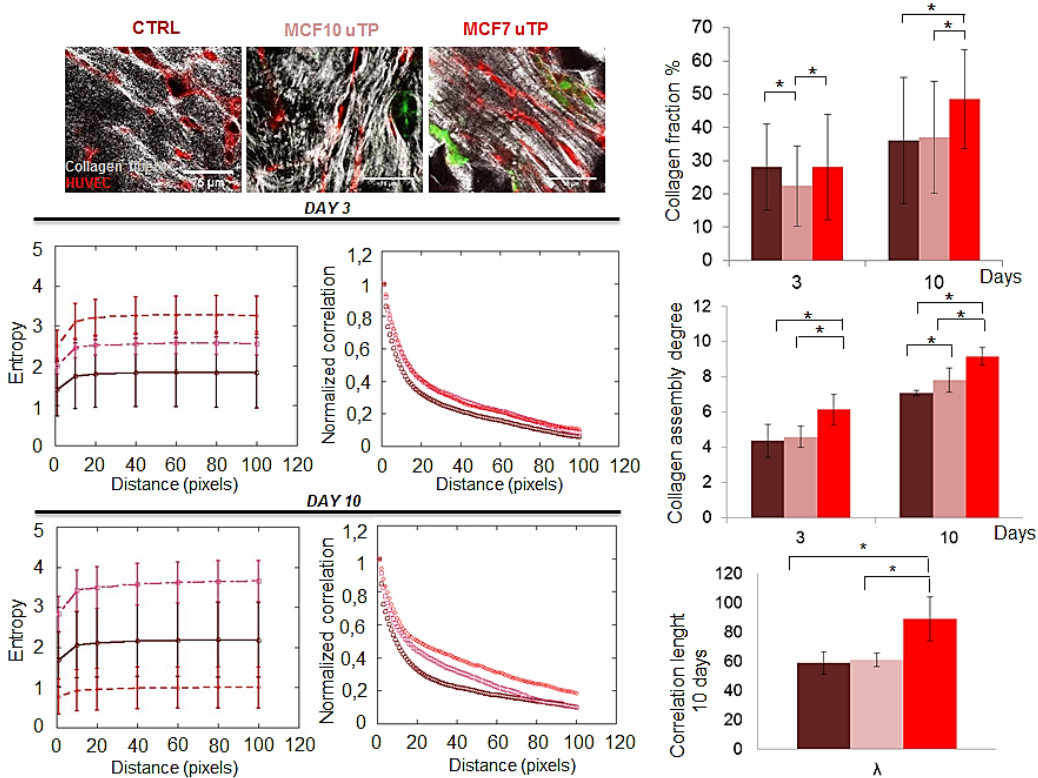 CTRL
MCF10 uTP
MCF7 uTP
Collagen fibers
HUVEC
75 µm
75 µm
DAY 3
5
4
3
2
1
0
Entropy
0 20 40 60 80 100 120
Distance (pixels)
1,2
1
0,8
0,6
0,4
0,2
0
Normalized correlation
0 20 40 60 80 100 120
Distance (pixels)
DAY 10
5
4
3
2
1
0
Entropy
0 20 40 60 80 100 120
Distance (pixels)
1,2
1
0,8
0,6
0,4
0,2
0
Normalized correlation
0 20 40 60 80 100 120
Distance (pixels)
70
60
50
40
30
20
10
0
Collagen fraction %
* * * *
3 10 Days
12
10
8
6
4
2
0
Collagen assembly degree
* * * * *
3 10 Days
120
100
80
60
40
20
0
Correlation lenght
10 days
* *
λ